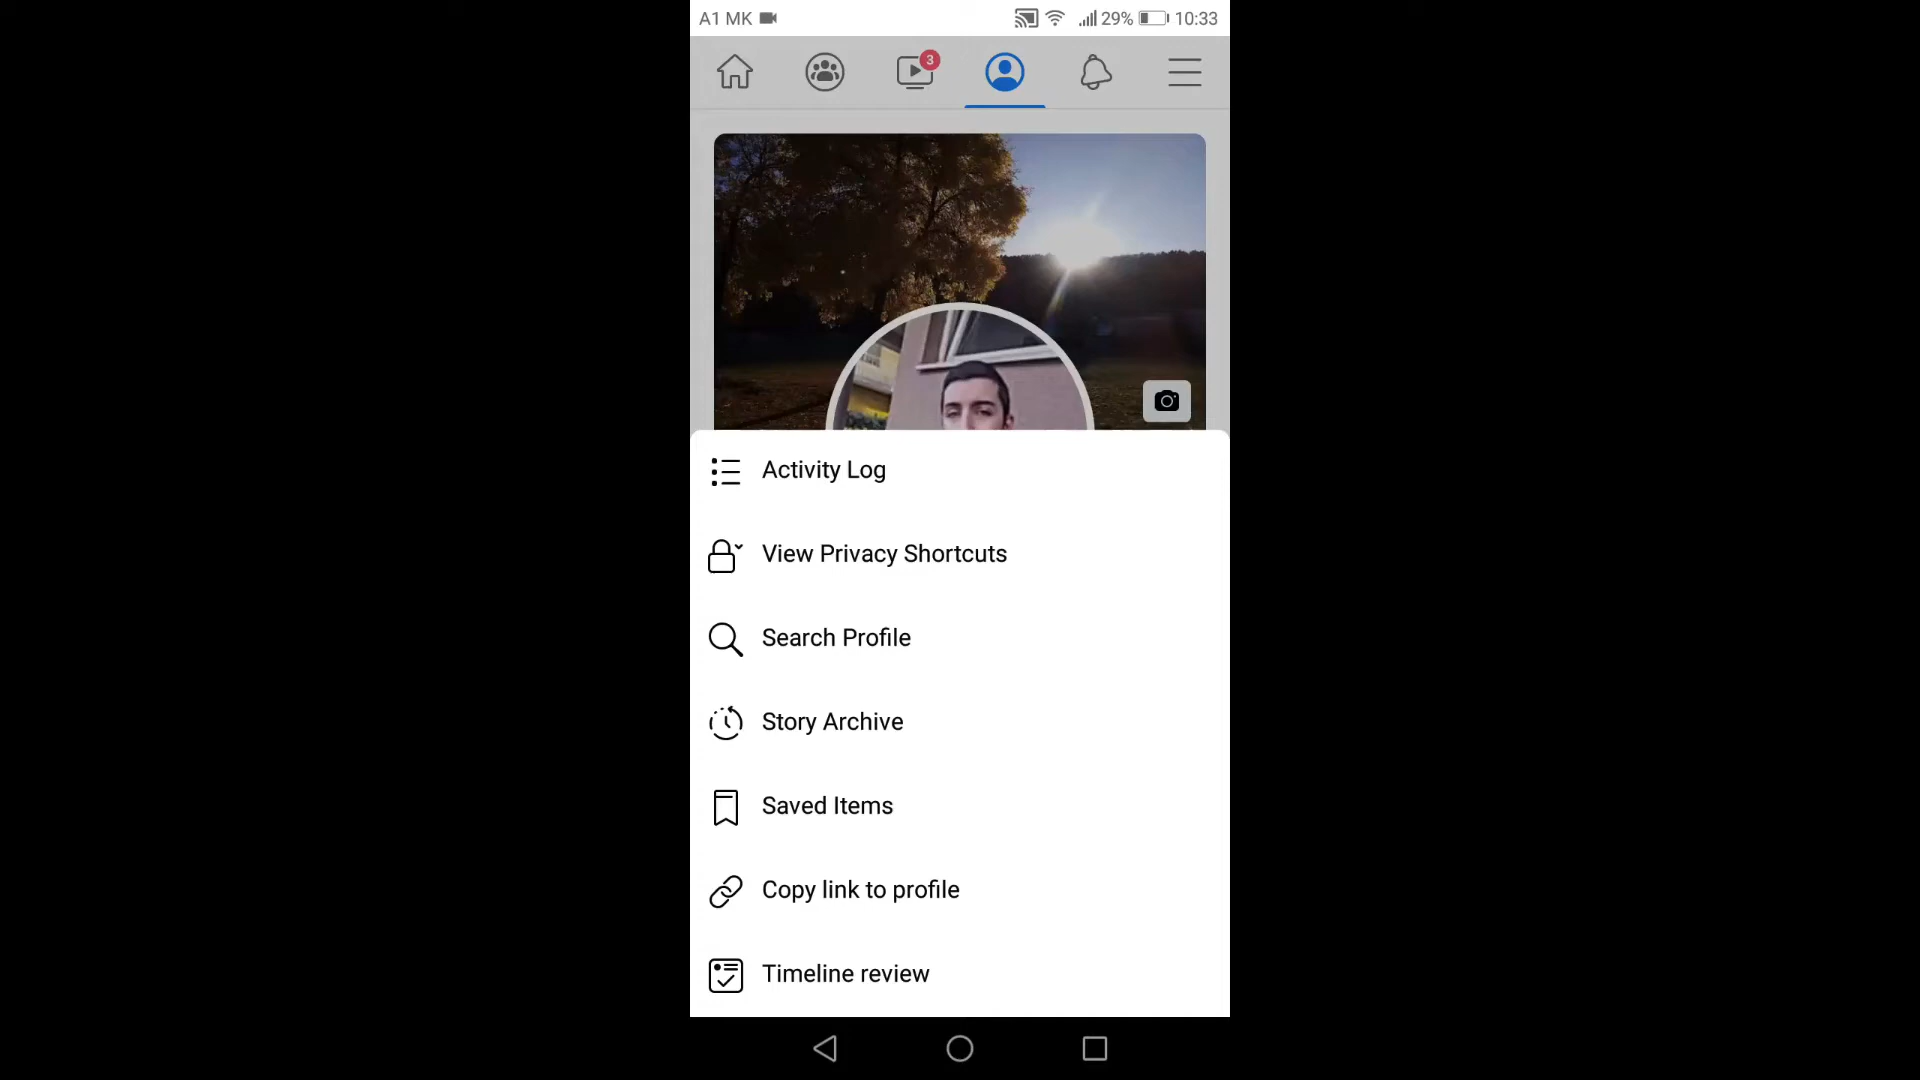 A1 MK 29% 10:33
3
Activity Log
View Privacy Shortcuts
Search Profile
Story Archive
Saved Items
Copy link to profile
Timeline review